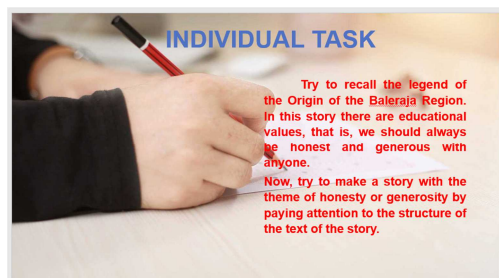 INDIVIDUAL TASK
Try to recall the legend of
the Origin of the Baleraja Region.
In this story there are educational
values, that is, we should always
be honest and generous with
anyone.
Now, try to make a story with the
theme of honesty or generosity by
paying attention to the structure of
the text of the story.